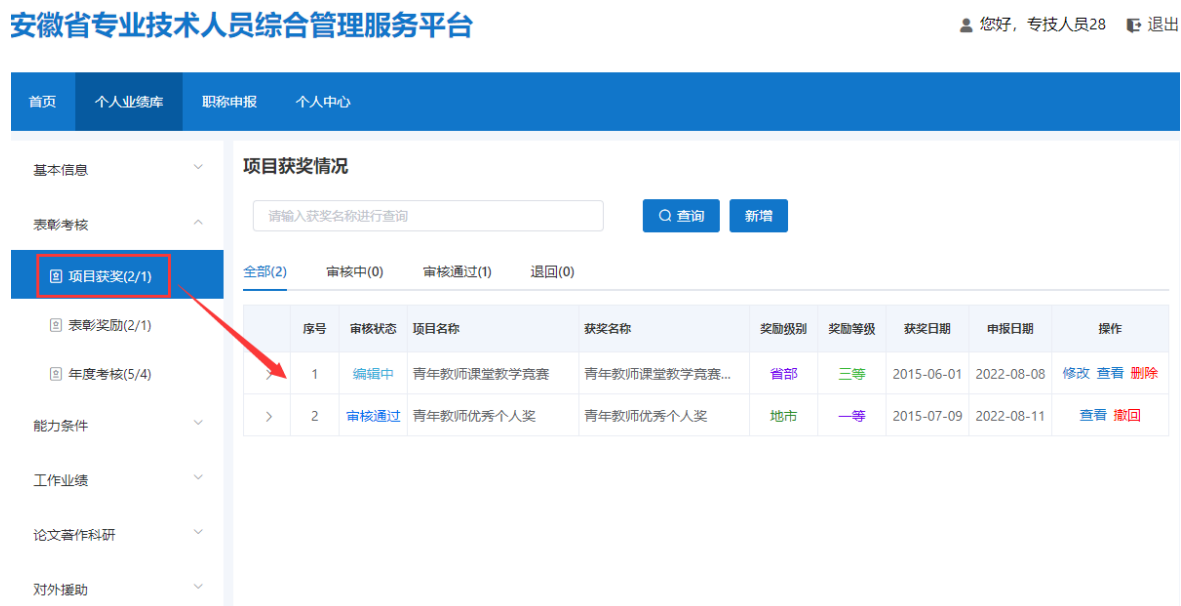 安徽省专业技术人员综合管理服务平台
您好，专技人员28 退出
首页 个人业绩库 职称申报 个人中心
基本信息
表彰考核
项目获奖(2/1)
表彰奖励(2/1)
年度考核(5/4)
能力条件
工作业绩
论文著作科研
对外援助
项目获奖情况
请输入获奖名称进行查询 查询 新增
全部(2) 审核中(0) 审核通过(1) 退回(0)
序号 审核状态 项目名称 获奖名称 奖励级别 奖励等级 获奖日期 申报日期 操作
1 编辑中 青年教师课堂教学竞赛 青年教师课堂教学竞赛... 省部 三等 2015-06-01 2022-08-08 修改 查看 删除
2 审核通过 青年教师优秀个人奖 青年教师优秀个人奖 地市 一等 2015-07-09 2022-08-11 查看 撤回